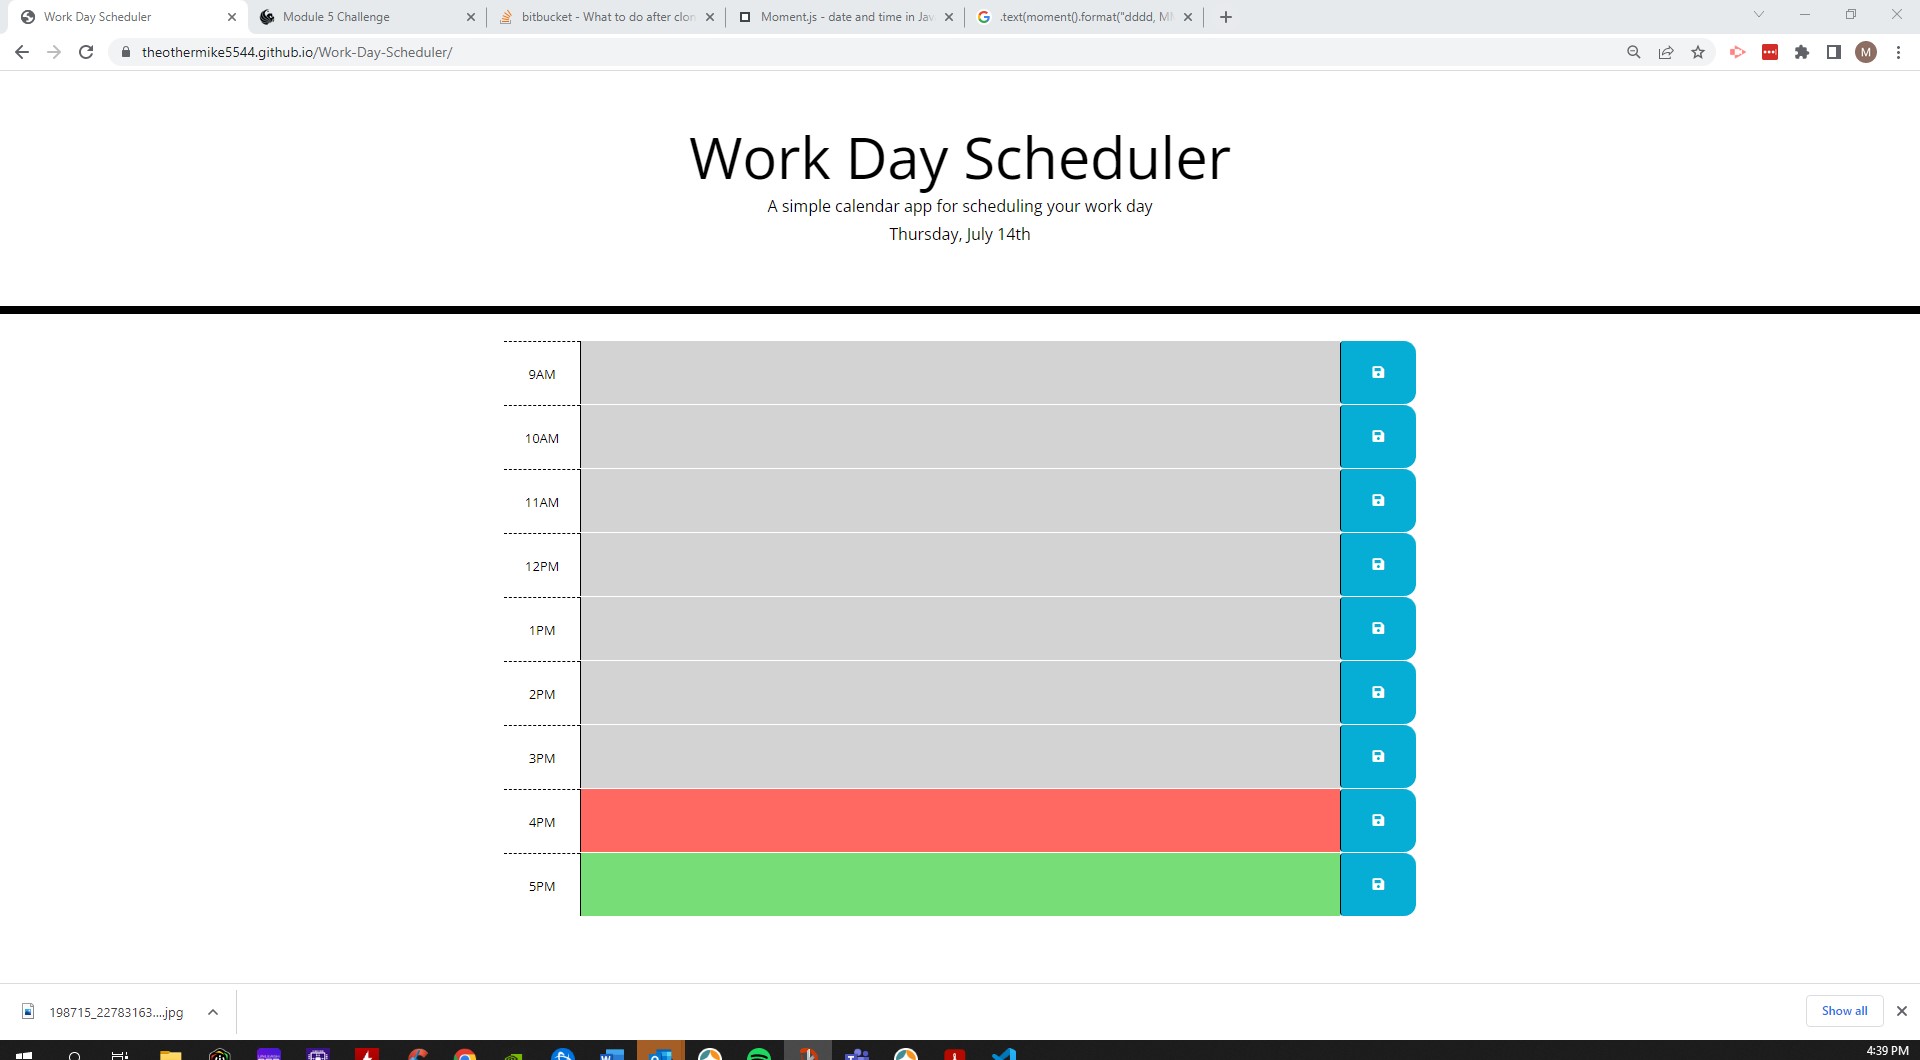 Work Day Scheduler
Module 5 Challenge
bitbucket - What to do after clon
Moment.js - date and time in Jav
.text(moment().format("dddd, M
theothermike5544.github.io/Work-Day-Scheduler/
M
Work Day Scheduler
A simple calendar app for scheduling your work day
Thursday, July 14th
9AM
10AM
11AM
12PM
1PM
2PM
3PM
4PM
5PM
198715_22783163....jpg
Show all
4:39 PM